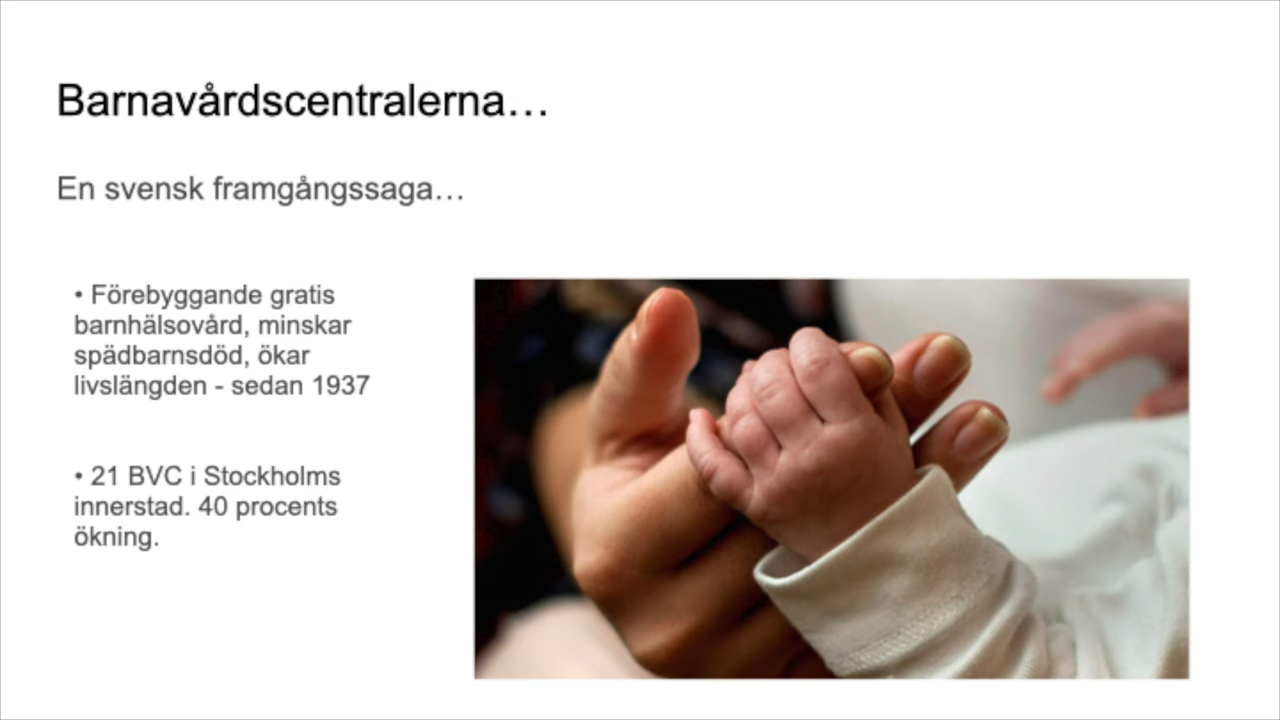 Barnavårdscentralerna…
En svensk framgångssaga…
• Förebyggande gratis
barnhälsovård, minskar
spädbarnsdöd, ökar
livslängden - sedan 1937
• 21 BVC i Stockholms
innerstad. 40 procents
ökning.